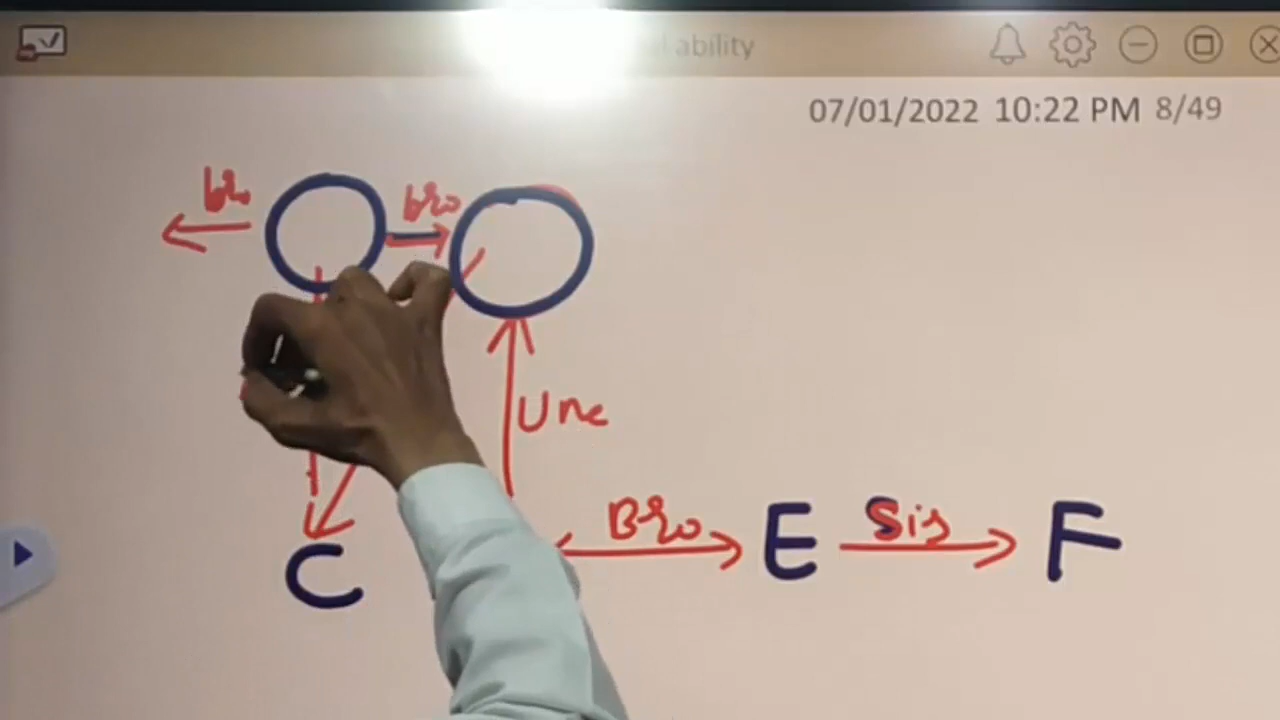 ability
07/01/2022 10:22 PM 8/49
bro bro
Unc
Bro E Sis F
C